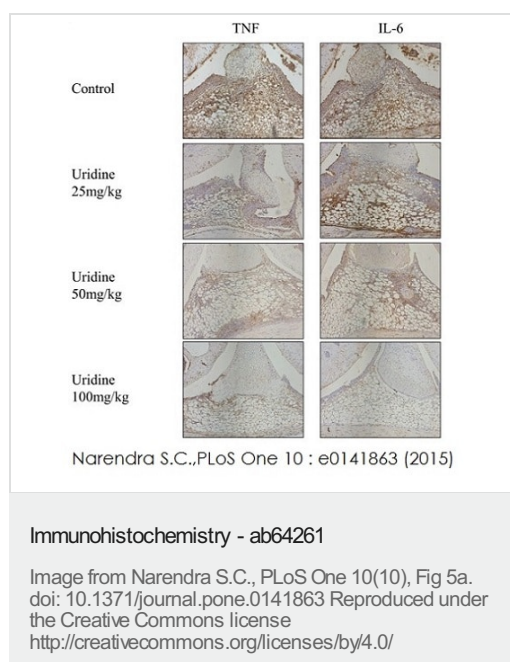 TNF IL-6
Control
Uridine
25mg/kg
Uridine
50mg/kg
Uridine
100mg/kg
Narendra S.C.,PLoS One 10 : e0141863 (2015)
Immunohistochemistry - ab64261
Image from Narendra S.C., PLoS One 10(10), Fig 5a.
doi: 10.1371/journal.pone.0141863 Reproduced under
the Creative Commons license
http://creativecommons.org/licenses/by/4.0/